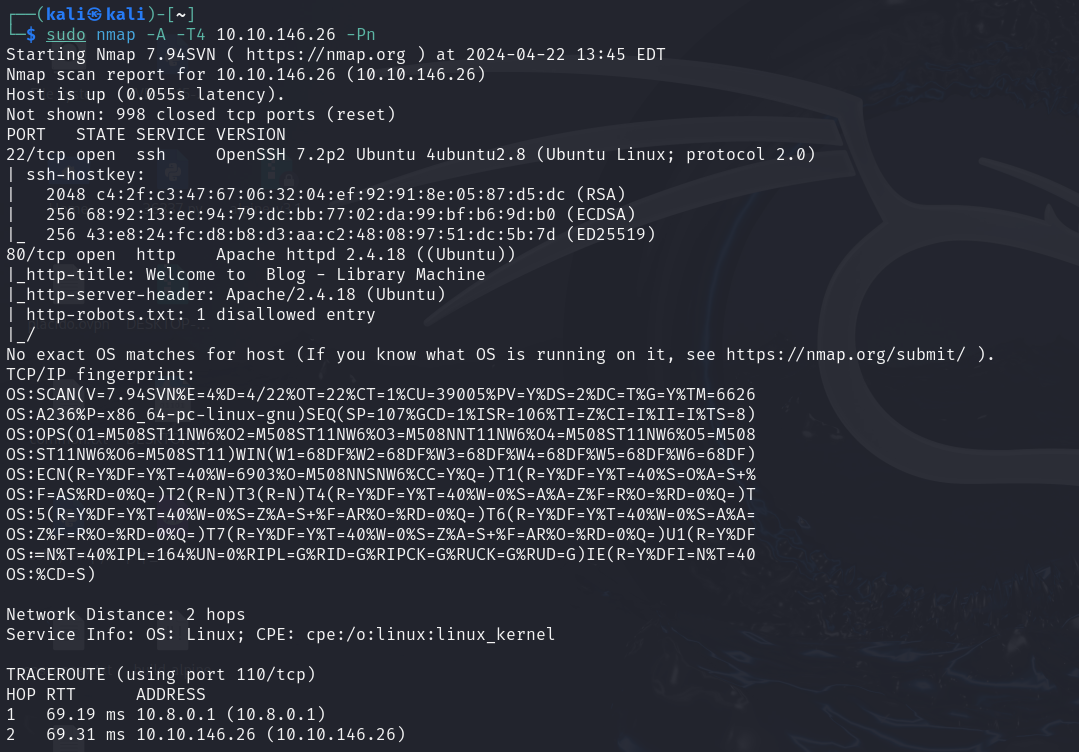 ┌──(kali㉿kali)-[~]
└─$ sudo nmap -A -T4 10.10.146.26 -Pn
Starting Nmap 7.94SVN ( https://nmap.org ) at 2024-04-22 13:45 EDT
Nmap scan report for 10.10.146.26 (10.10.146.26)
Host is up (0.055s latency).
Not shown: 998 closed tcp ports (reset)
PORT   STATE SERVICE VERSION
22/tcp open  ssh     OpenSSH 7.2p2 Ubuntu 4ubuntu2.8 (Ubuntu Linux; protocol 2.0)
| ssh-hostkey:
|   2048 c4:2f:c3:47:67:06:32:04:ef:92:91:8e:05:87:d5:dc (RSA)
|   256 68:92:13:ec:94:79:dc:bb:77:02:da:99:bf:b6:9d:b0 (ECDSA)
|_  256 43:e8:24:fc:d8:b8:d3:aa:c2:48:08:97:51:dc:5b:7d (ED25519)
80/tcp open  http    Apache httpd 2.4.18 ((Ubuntu))
|_http-title: Welcome to  Blog - Library Machine
|_http-server-header: Apache/2.4.18 (Ubuntu)
| http-robots.txt: 1 disallowed entry
|_/
No exact OS matches for host (If you know what OS is running on it, see https://nmap.org/submit/ ).
TCP/IP fingerprint:
OS:SCAN(V=7.94SVN%E=4%D=4/22%OT=22%CT=1%CU=39005%PV=Y%DS=2%DC=T%G=Y%TM=6626
OS:A236%P=x86_64-pc-linux-gnu)SEQ(SP=107%GCD=1%ISR=106%TI=Z%CI=I%II=I%TS=8)
OS:OPS(O1=M508ST11NW6%O2=M508ST11NW6%O3=M508NNT11NW6%O4=M508ST11NW6%O5=M508
OS:ST11NW6%O6=M508ST11)WIN(W1=68DF%W2=68DF%W3=68DF%W4=68DF%W5=68DF%W6=68DF)
OS:ECN(R=Y%DF=Y%T=40%W=6903%O=M508NNSNW6%CC=Y%Q=)T1(R=Y%DF=Y%T=40%S=O%A=S+%
OS:F=AS%RD=0%Q=)T2(R=N)T3(R=N)T4(R=Y%DF=Y%T=40%W=0%S=A%A=Z%F=R%O=%RD=0%Q=)T
OS:5(R=Y%DF=Y%T=40%W=0%S=Z%A=S+%F=AR%O=%RD=0%Q=)T6(R=Y%DF=Y%T=40%W=0%S=A%A=
OS:Z%F=R%O=%RD=0%Q=)T7(R=Y%DF=Y%T=40%W=0%S=Z%A=S+%F=AR%O=%RD=0%Q=)U1(R=Y%DF
OS:=N%T=40%IPL=164%UN=0%RIPL=G%RID=G%RIPCK=G%RUCK=G%RUD=G)IE(R=Y%DFI=N%T=40
OS:%CD=S)
Network Distance: 2 hops
Service Info: OS: Linux; CPE: cpe:/o:linux:linux_kernel
TRACEROUTE (using port 110/tcp)
HOP RTT      ADDRESS
1   69.19 ms 10.8.0.1 (10.8.0.1)
2   69.31 ms 10.10.146.26 (10.10.146.26)